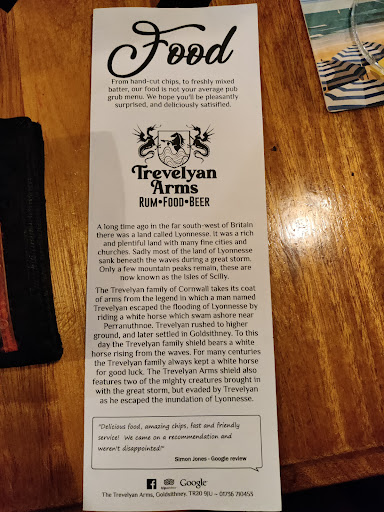 Food
From hand-cut chips, to freshly mixed
batter, our food is not your average pub
grub menu. We hope you'll be pleasantly
surprised, and deliciously satisified.
Trevelyan
Arms
RUM•FOOD•BEER
A long time ago in the far south-west of Britain
there was a land called Lyonnesse. It was a rich
and plentiful land with many fine cities and
churches. Sadly most of the land of Lyonnesse
sank beneath the waves during a great storm.
Only a few mountain peaks remain, these are
now known as the Isles of Scilly.
The Trevelyan family of Cornwall takes its coat
of arms from the legend in which a man named
Trevelyan escaped the flooding of Lyonnesse by
riding a white horse which swam ashore near
Perranuthnoe. Trevelyan rushed to higher
ground, and later settled in Goldsithney. To this
day the Trevelyan family shield bears a white
horse rising from the waves. For many centuries
the Trevelyan family always kept a white horse
for good luck. The Trevelyan Arms shield also
features two of the mighty creatures brought in
with the great storm, but evaded by Trevelyan
as he escaped the inundation of Lyonnesse.
"Delicious food, amazing chips, fast and friendly
service! We came on a recommendation and
weren't disappointed!"
Simon Jones - Google review
Google
The Trevelyan Arms, Goldsithney, TR20 9JU - 01736 710453